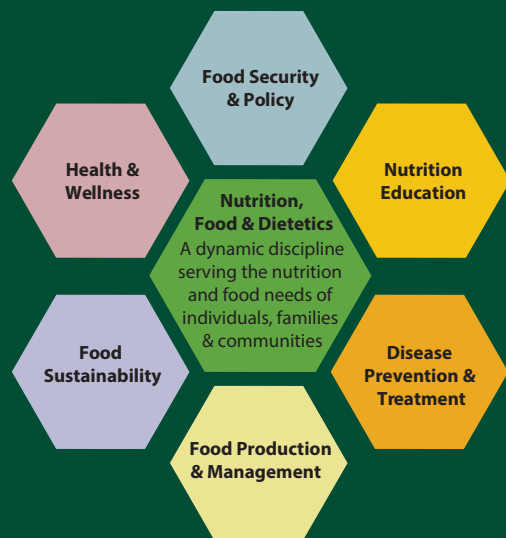 Food Security
& Policy
Health &
Wellness
Nutrition
Education
Nutrition,
Food & Dietetics
A dynamic discipline
serving the nutrition
and food needs of
individuals, families
& communities
Food
Sustainability
Disease
Prevention &
Treatment
Food Production
& Management